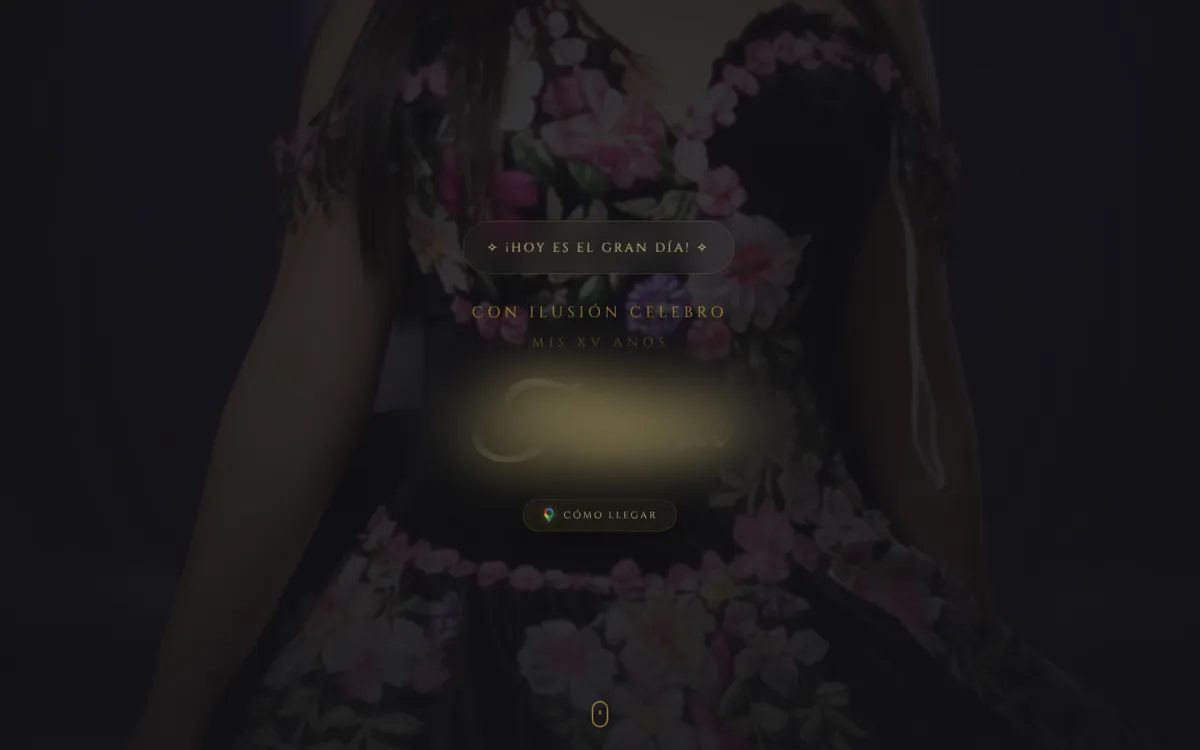 ✧ ¡HOY ES EL GRAN DÍA! ✧
CON ILUSIÓN CELEBRO
MIS XV AÑOS
CÓMO LLEGAR